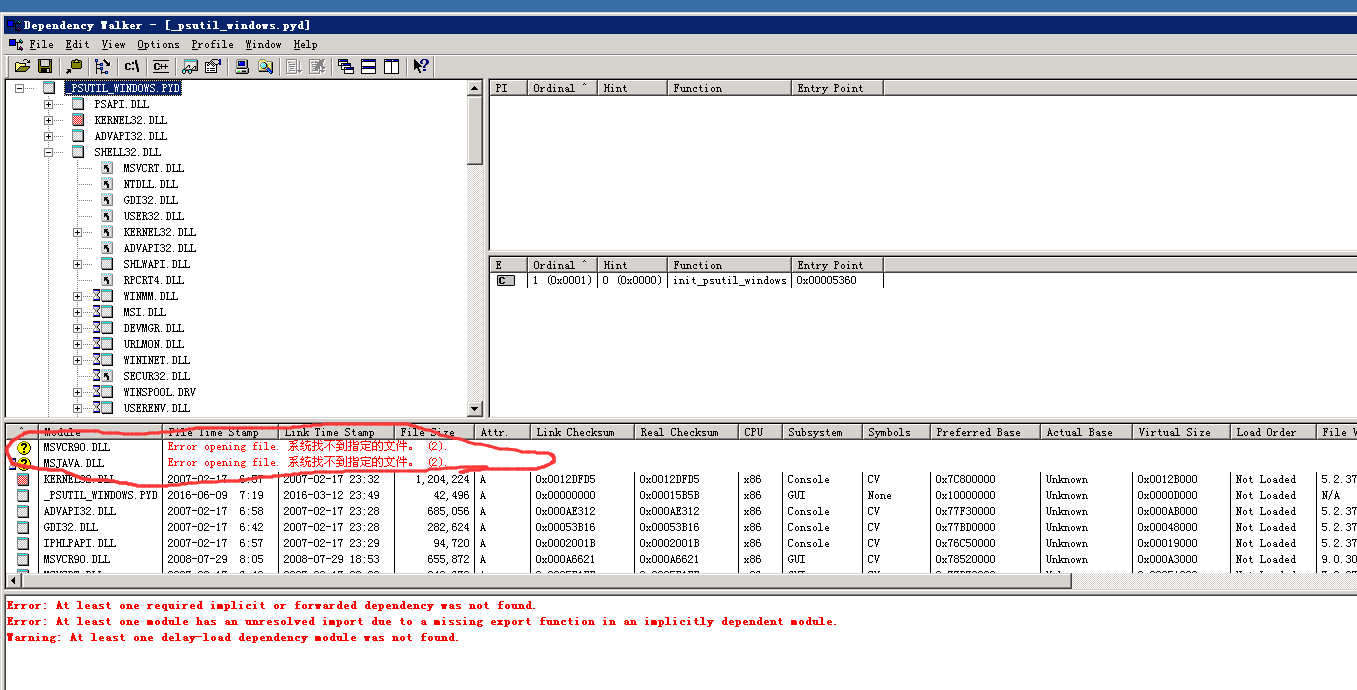 Dependency Walker - [_psutil_windows.pyd]
File Edit View Options Profile Window Help
C:\ C++
_PSUTIL_WINDOWS.PYD
PSAPI.DLL
KERNEL32.DLL
ADVAPI32.DLL
SHELL32.DLL
MSVCRT.DLL
NTDLL.DLL
GDI32.DLL
USER32.DLL
KERNEL32.DLL
ADVAPI32.DLL
SHLWAPI.DLL
RPCRT4.DLL
WINMM.DLL
MSI.DLL
DEVMGR.DLL
URLMON.DLL
WININET.DLL
SECUR32.DLL
WINSPOOL.DRV
USERENV.DLL
PI Ordinal ^ Hint Function Entry Point
E Ordinal ^ Hint Function Entry Point
C 1 (0x0001) 0 (0x0000) init_psutil_windows 0x00005360
^ Module File Time Stamp Link Time Stamp File Size Attr. Link Checksum Real Checksum CPU Subsystem Symbols Preferred Base Actual Base Virtual Size Load Order File V
? MSVCR90.DLL Error opening file. 系统找不到指定的文件。 (2).
? MSJAVA.DLL Error opening file. 系统找不到指定的文件。 (2).
KERNEL32.DLL 2007-02-17 6:57 2007-02-17 23:32 1,204,224 A 0x0012DFD5 0x0012DFD5 x86 Console CV 0x7C800000 Unknown 0x0012B000 Not Loaded 5.2.37
_PSUTIL_WINDOWS.PYD 2016-06-09 7:19 2016-03-12 23:49 42,496 A 0x00000000 0x00015B5B x86 GUI None 0x10000000 Unknown 0x0000D000 Not Loaded N/A
ADVAPI32.DLL 2007-02-17 6:58 2007-02-17 23:28 685,056 A 0x000AE312 0x000AE312 x86 Console CV 0x77F30000 Unknown 0x000AB000 Not Loaded 5.2.37
GDI32.DLL 2007-02-17 6:42 2007-02-17 23:28 282,624 A 0x00053B16 0x00053B16 x86 Console CV 0x77BD0000 Unknown 0x00048000 Not Loaded 5.2.37
IPHLPAPI.DLL 2007-02-17 6:57 2007-02-17 23:29 94,720 A 0x0002001B 0x0002001B x86 Console CV 0x76C50000 Unknown 0x00019000 Not Loaded 5.2.37
MSVCR90.DLL 2008-07-29 8:05 2008-07-29 18:53 655,872 A 0x000A6621 0x000A6621 x86 GUI CV 0x78520000 Unknown 0x000A3000 Not Loaded 9.0.30
Error: At least one required implicit or forwarded dependency was not found.
Error: At least one module has an unresolved import due to a missing export function in an implicitly dependent module.
Warning: At least one delay-load dependency module was not found.